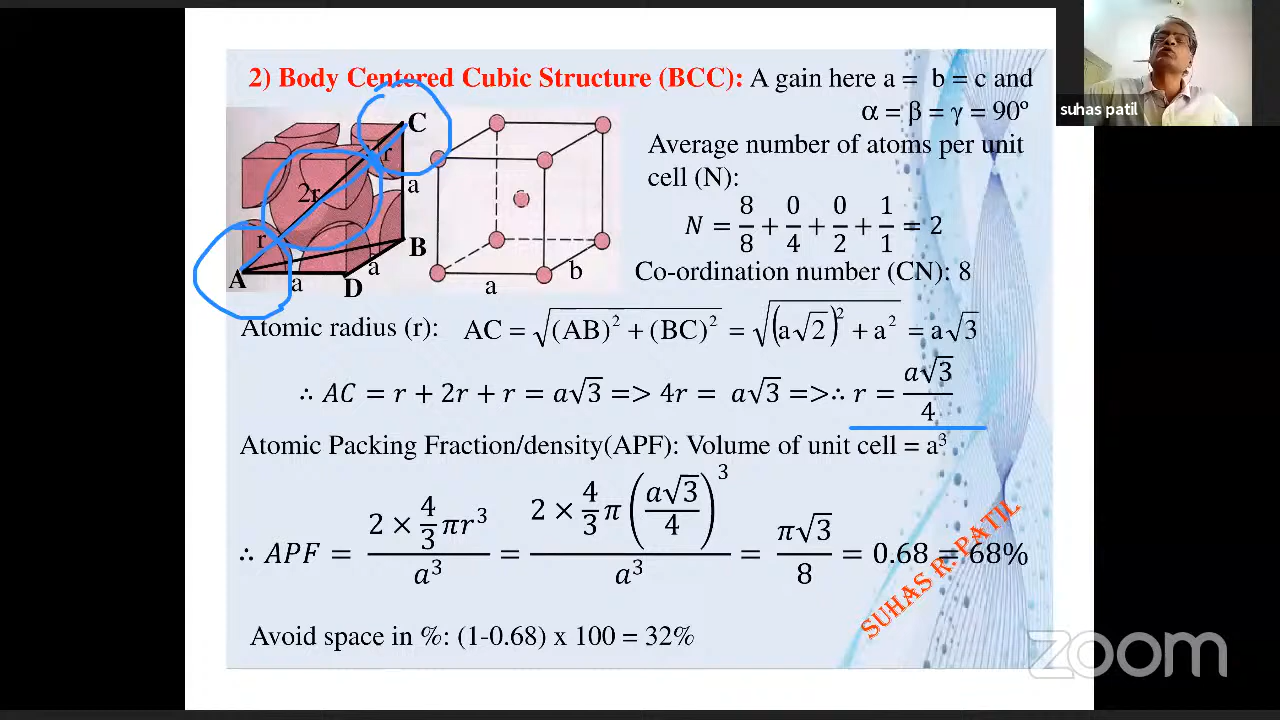 2) Body Centered Cubic Structure (BCC): A gain here a = b = c and
α = β = γ = 90º
suhas patil
C
r
2r
a
r
B
A
a
a
D
a
b
Average number of atoms per unit
cell (N):
N = 8/8 + 0/4 + 0/2 + 1/1 = 2
Co-ordination number (CN): 8
Atomic radius (r): AC = √((AB)² + (BC)²) = √((a√2)² + a²) = a√3
∴ AC = r + 2r + r = a√3 => 4r = a√3 =>∴ r = a√3/4
Atomic Packing Fraction/density(APF): Volume of unit cell = a³
∴ APF = (2 × 4/3 πr³)/a³ = (2 × 4/3 π (a√3/4)³)/a³ = π√3/8 = 0.68 = 68%
SUHAS R. PATIL
Avoid space in %: (1-0.68) x 100 = 32%
zoom